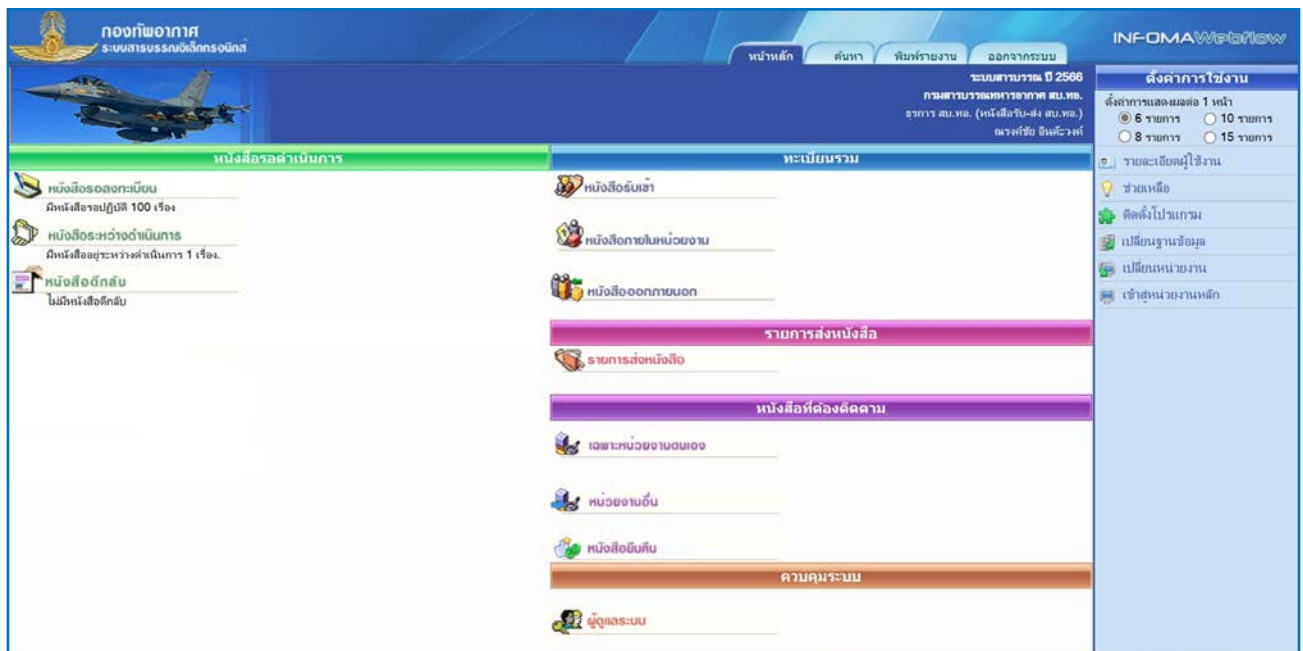 กองทัพอากาศ
ระบบสารบรรณอิเล็กทรอนิกส์
หน้าหลัก
ค้นหา
พิมพ์รายงาน
ออกจากระบบ
INFOMAWebflow
ระบบสารบรรณ ปี 2566
กรมสารบรรณทหารอากาศ สบ.ทอ.
ธุรการ สบ.ทอ. (หนังสือรับ-ส่ง สบ.ทอ.)
ณรงค์ชัย
หนังสือรอดำเนินการ
หนังสือรอลงทะเบียน
มีหนังสือรอปฏิบัติ 100 เรื่อง
หนังสือระหว่างดำเนินการ
มีหนังสืออยู่ระหว่างดำเนินการ 1 เรื่อง.
หนังสือตีกลับ
ไม่มีหนังสือตีกลับ
ทะเบียนรวม
หนังสือรับเข้า
หนังสือภายในหน่วยงาน
หนังสือออกภายนอก
รายการส่งหนังสือ
รายการส่งหนังสือ
หนังสือที่ต้องติดตาม
เฉพาะหน่วยงานตนเอง
หน่วยงานอื่น
หนังสือยืมคืน
ควบคุมระบบ
ผู้ดูแลระบบ
ตั้งค่าการใช้งาน
ตั้งค่าการแสดงผลต่อ 1 หน้า
6 รายการ 10 รายการ
8 รายการ 15 รายการ
รายละเอียดผู้ใช้งาน
ช่วยเหลือ
ติดตั้งโปรแกรม
เปลี่ยนฐานข้อมูล
เปลี่ยนหน่วยงาน
เข้าสู่หน่วยงานหลัก